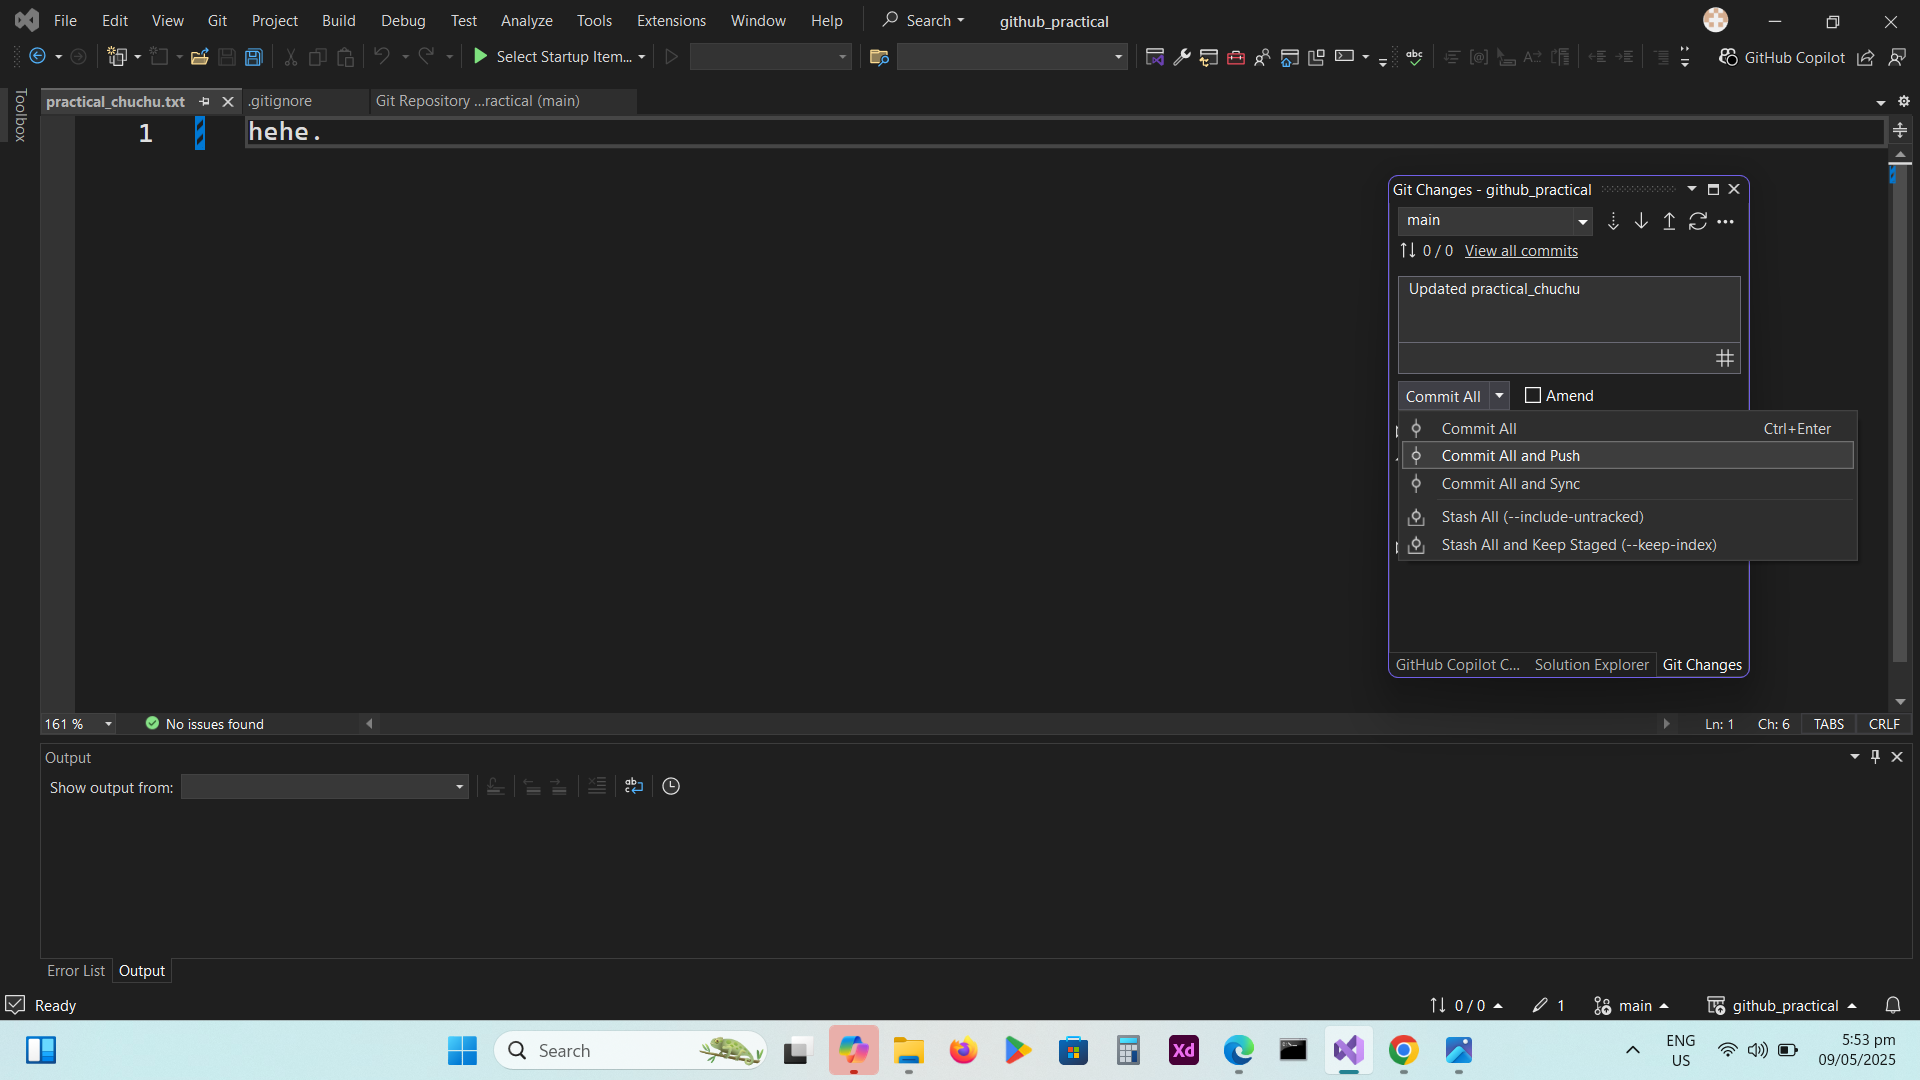 File Edit View Git Project Build Debug Test Analyze Tools Extensions Window Help Search github_practical
Select Startup Item... GitHub Copilot
Toolbox
practical_chuchu.txt .gitignore Git Repository ...ractical (main)
1 hehe.
Git Changes - github_practical
main
0 / 0 View all commits
Updated practical_chuchu
Commit All Amend
Commit All Ctrl+Enter
Commit All and Push
Commit All and Sync
Stash All (--include-untracked)
Stash All and Keep Staged (--keep-index)
GitHub Copilot C... Solution Explorer Git Changes
161 % No issues found Ln: 1 Ch: 6 TABS CRLF
Output
Show output from:
Error List Output
Ready 0 / 0 1 main github_practical
Search Xd ENG US 5:53 pm 09/05/2025